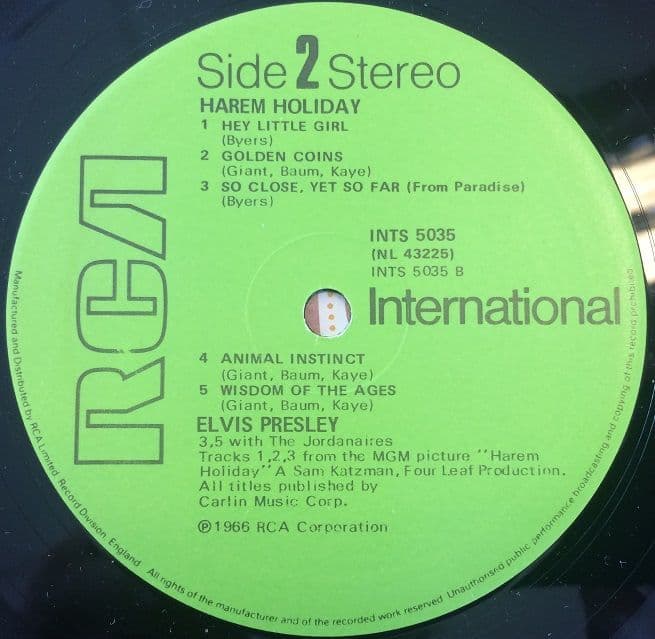 Side 2 Stereo
HAREM HOLIDAY
1 HEY LITTLE GIRL
(Byers)
2 GOLDEN COINS
(Giant, Baum, Kaye)
3 SO CLOSE, YET SO FAR (From Paradise)
(Byers)
RCA
INTS 5035
(NL 43225)
INTS 5035 B
International
4 ANIMAL INSTINCT
(Giant, Baum, Kaye)
5 WISDOM OF THE AGES
(Giant, Baum, Kaye)
ELVIS PRESLEY
3,5 with The Jordanaires
Tracks 1,2,3 from the MGM picture "Harem
Holiday" A Sam Katzman, Four Leaf Production.
All titles published by
Carlin Music Corp.
℗1966 RCA Corporation
Manufactured and Distributed by RCA Limited, Record Division, England. All rights of the manufacturer and of the recorded work reserved. Unauthorised public performance broadcasting and copying of this record prohibited.